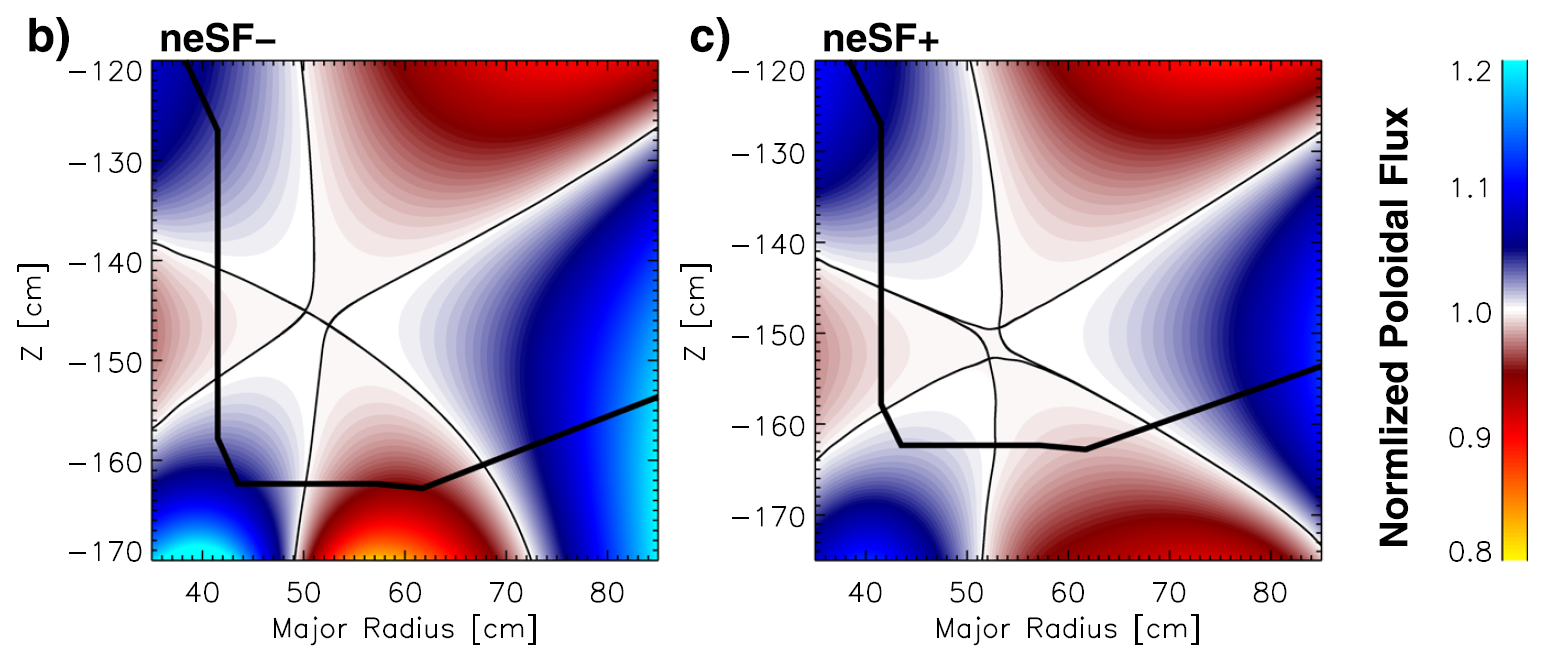 b) neSF−
−120
−130
−140
−150
−160
−170
Z [cm]
40 50 60 70 80
Major Radius [cm]
c) neSF+
−120
−130
−140
−150
−160
−170
Z [cm]
40 50 60 70 80
Major Radius [cm]
Normlized Poloidal Flux
1.2
1.1
1.0
0.9
0.8